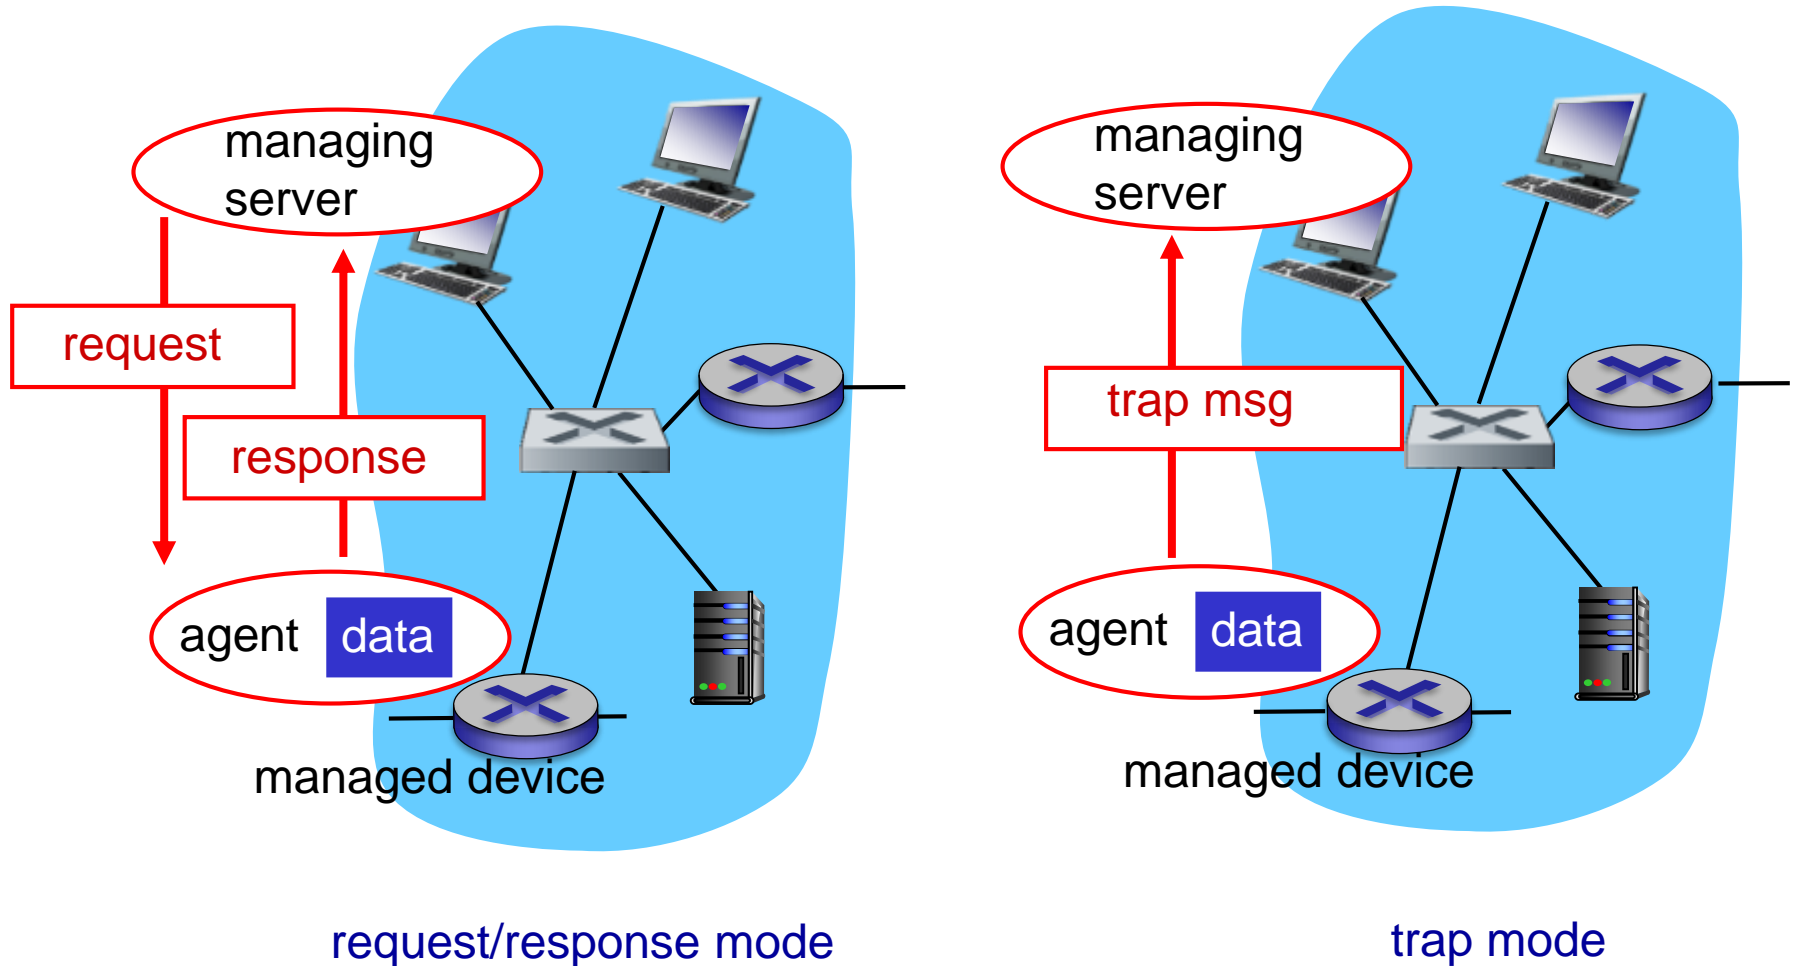 managing
server
request
response
agent data
managed device
request/response mode
managing
server
trap msg
agent data
managed device
trap mode